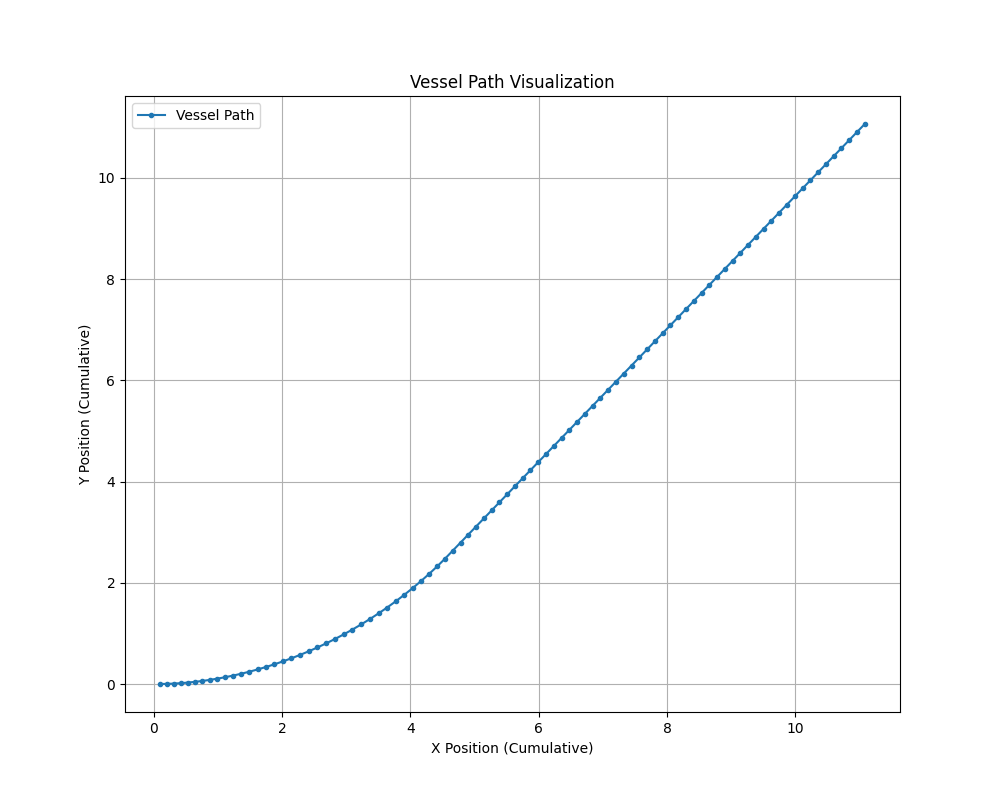 Vessel Path Visualization
Vessel Path
10
8
6
4
2
0
Y Position (Cumulative)
0 2 4 6 8 10
X Position (Cumulative)